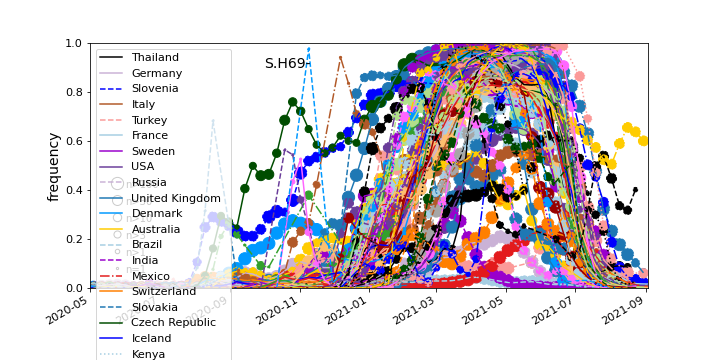 S.H69-
frequency
1.0
0.8
0.6
0.4
0.2
0.0
Thailand
Germany
Slovenia
Italy
Turkey
France
Sweden
USA
Russia
United Kingdom
Denmark
Australia
Brazil
India
Mexico
Switzerland
Slovakia
Czech Republic
Iceland
Kenya
2020-05
2020-09
2020-11
2021-01
2021-03
2021-05
2021-07
2021-09